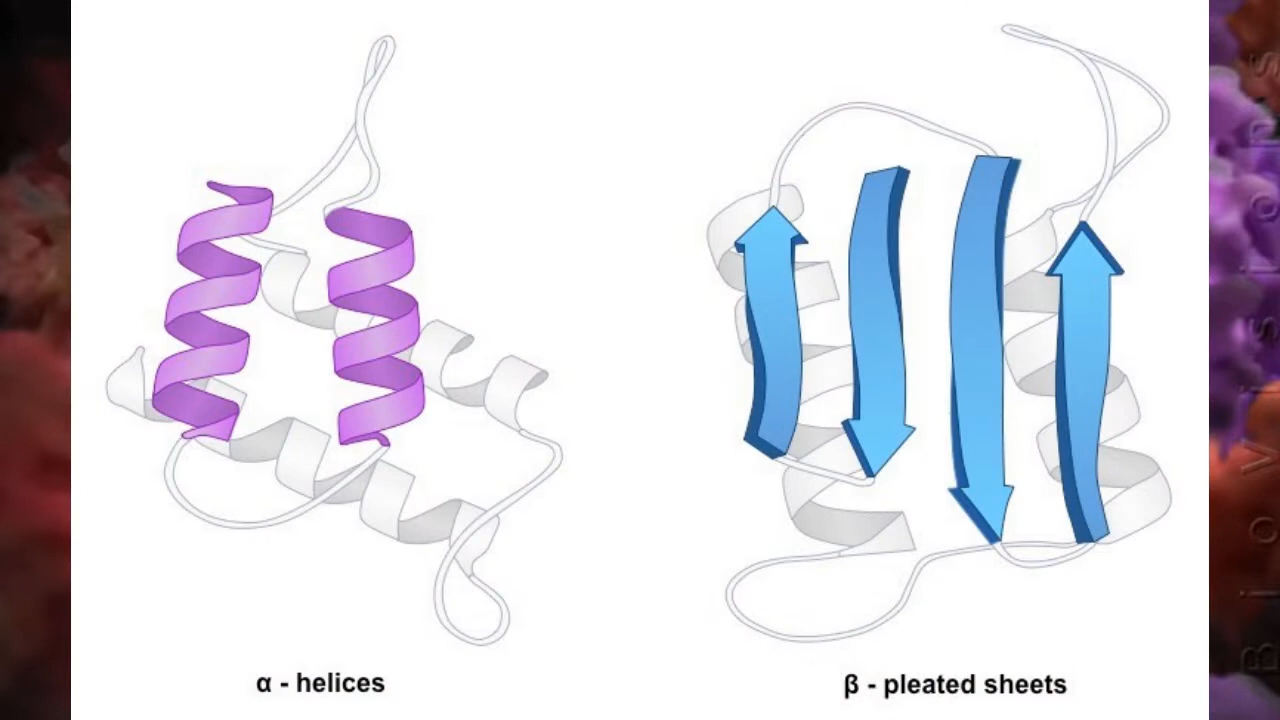 α - helices
β - pleated sheets